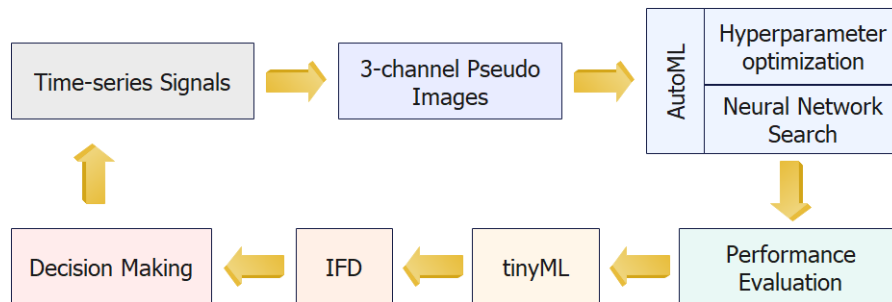 Time-series Signals
3-channel Pseudo
Images
AutoML
Hyperparameter
optimization
Neural Network
Search
Decision Making
IFD
tinyML
Performance
Evaluation